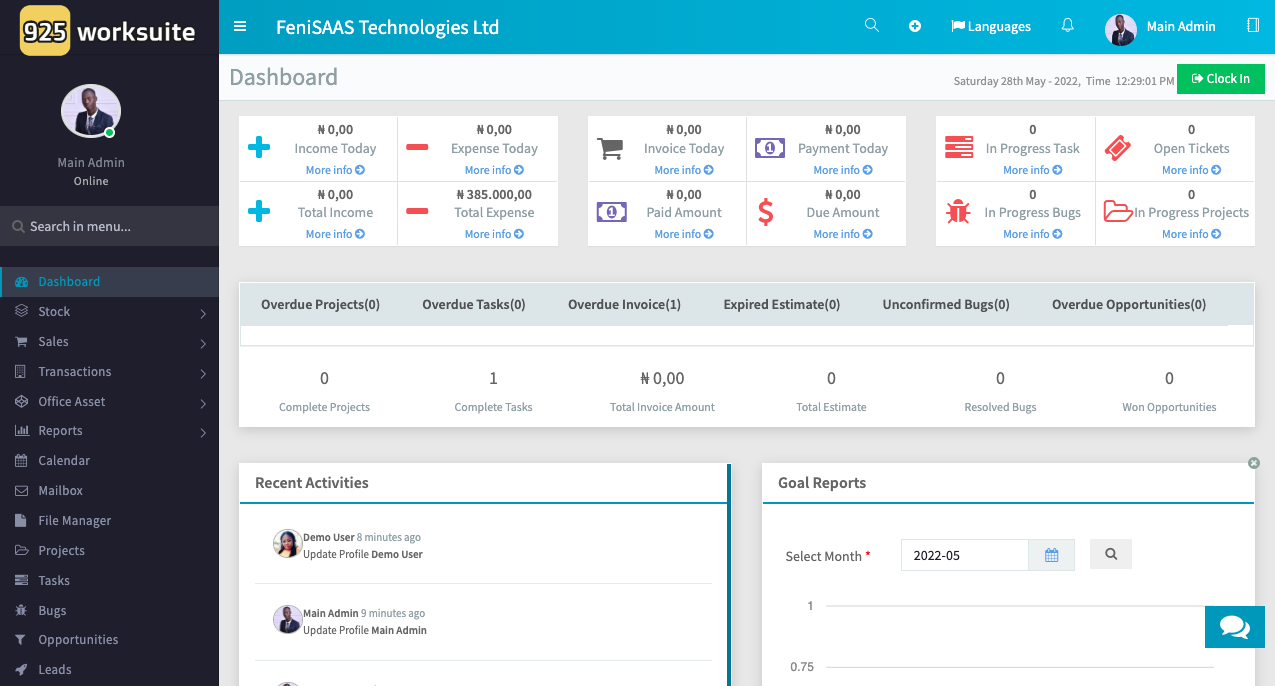 925 worksuite
FeniSAAS Technologies Ltd
Languages
Main Admin
Dashboard
Saturday 28th May - 2022, Time 12:29:01 PM
Clock In
Main Admin
Online
Search in menu...
Dashboard
Stock
Sales
Transactions
Office Asset
Reports
Calendar
Mailbox
File Manager
Projects
Tasks
Bugs
Opportunities
Leads
₦ 0,00
Income Today
More info
₦ 0,00
Expense Today
More info
₦ 0,00
Total Income
More info
₦ 385.000,00
Total Expense
More info
₦ 0,00
Invoice Today
More info
₦ 0,00
Payment Today
More info
₦ 0,00
Paid Amount
More info
₦ 0,00
Due Amount
More info
0
In Progress Task
More info
0
Open Tickets
More info
0
In Progress Bugs
More info
0
In Progress Projects
More info
Overdue Projects(0) Overdue Tasks(0) Overdue Invoice(1) Expired Estimate(0) Unconfirmed Bugs(0) Overdue Opportunities(0)
0
Complete Projects
1
Complete Tasks
₦ 0,00
Total Invoice Amount
0
Total Estimate
0
Resolved Bugs
0
Won Opportunities
Recent Activities
Demo User 8 minutes ago
Update Profile Demo User
Main Admin 9 minutes ago
Update Profile Main Admin
Goal Reports
Select Month *
2022-05
1
0.75